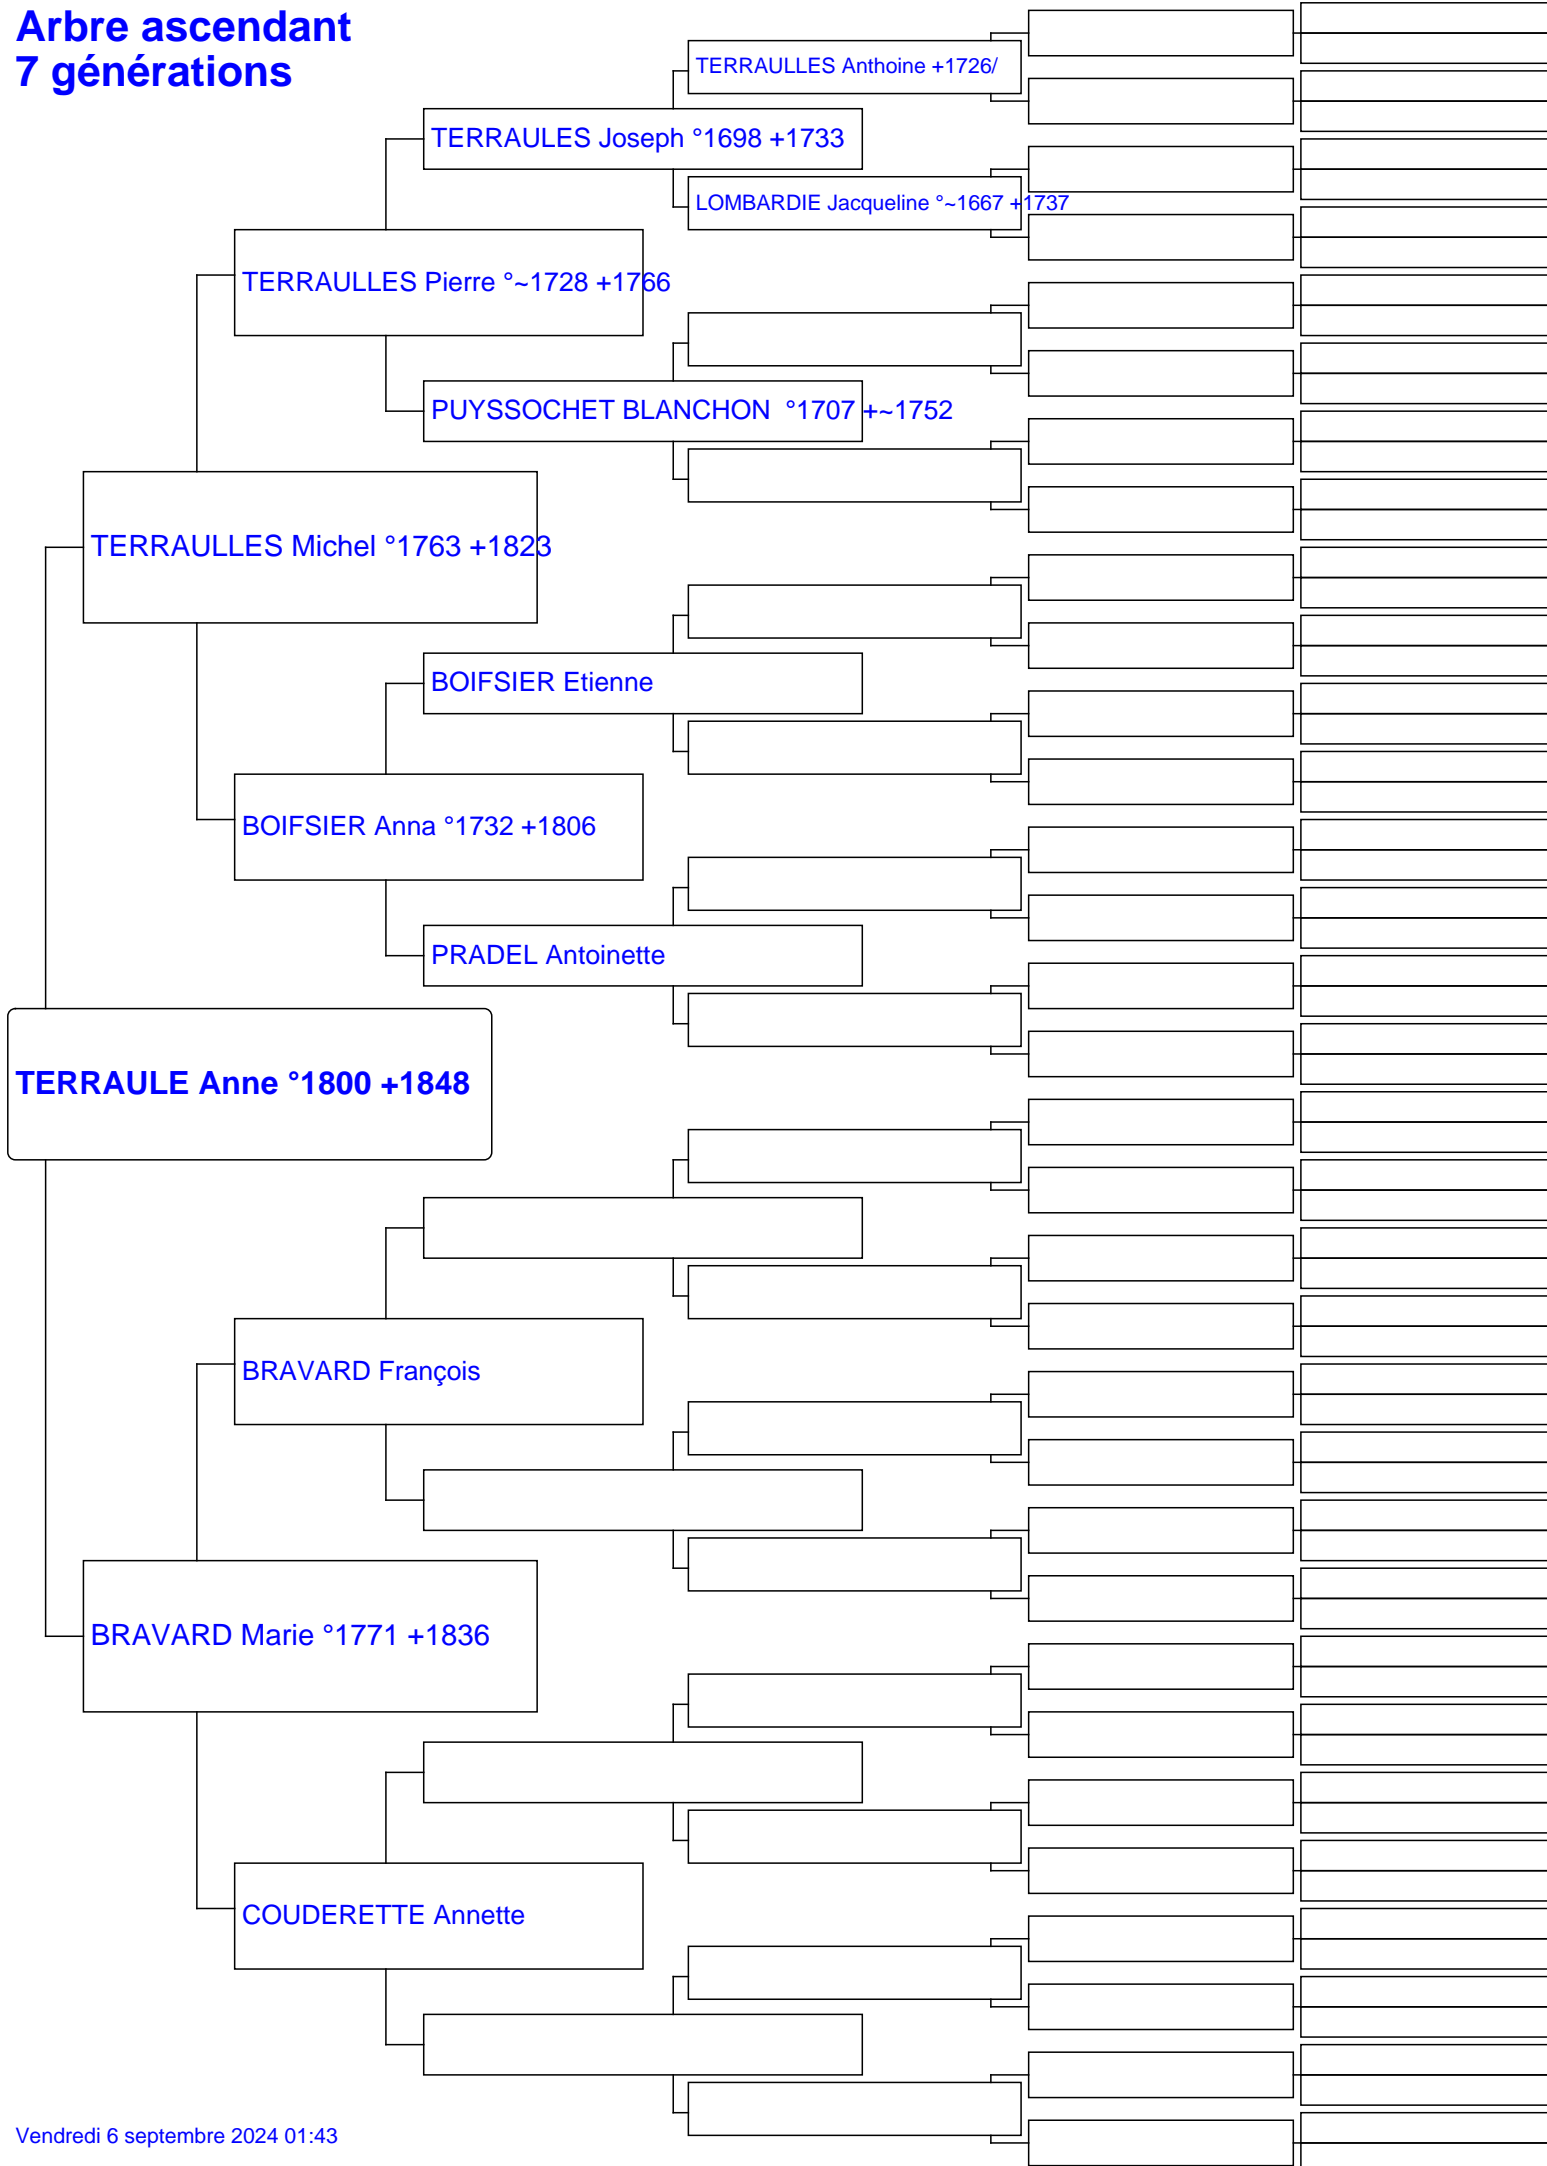 Arbre ascendant
7 générations
TERRAULLES Anthoine +1726/
TERRAULES Joseph °1698 +1733
LOMBARDIE Jacqueline °~1667 +1737
TERRAULLES Pierre °~1728 +1766
PUYSSOCHET BLANCHON  °1707 +~1752
TERRAULLES Michel °1763 +1823
BOIFSIER Etienne
BOIFSIER Anna °1732 +1806
PRADEL Antoinette
TERRAULE Anne °1800 +1848
BRAVARD François
BRAVARD Marie °1771 +1836
COUDERETTE Annette
Vendredi 6 septembre 2024 01:43